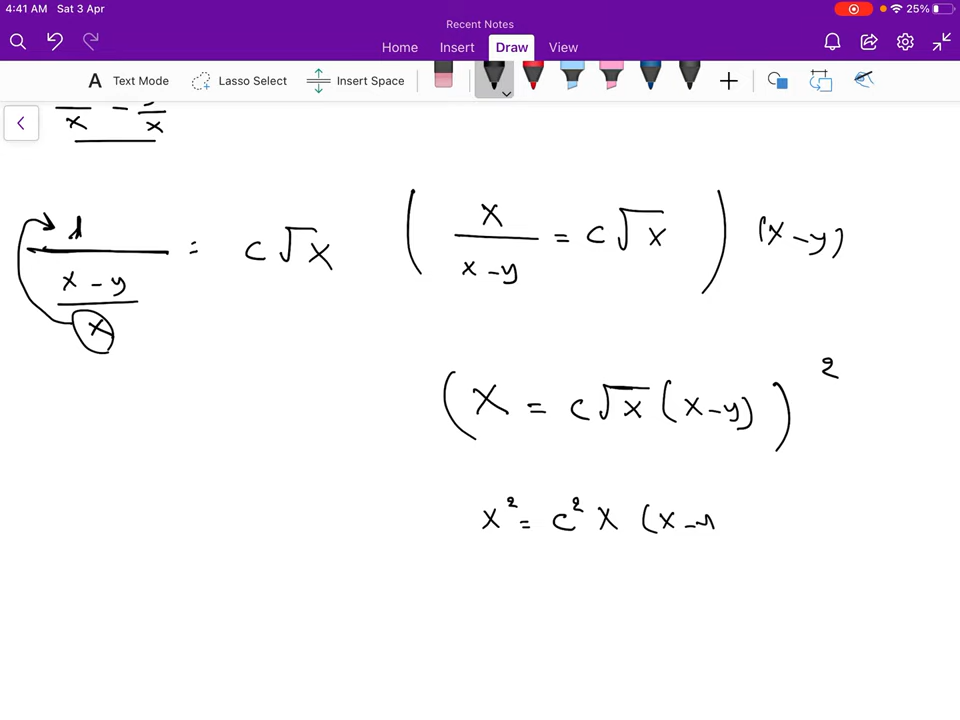 4:41 AM Sat 3 Apr
25%
Recent Notes
Home Insert Draw View
A Text Mode Lasso Select Insert Space
x - x
1 / ((x - y) / x) = c√x
( x / (x - y) = c√x ) (x - y)
( x = c√x (x - y) )²
x² = c² x (x -